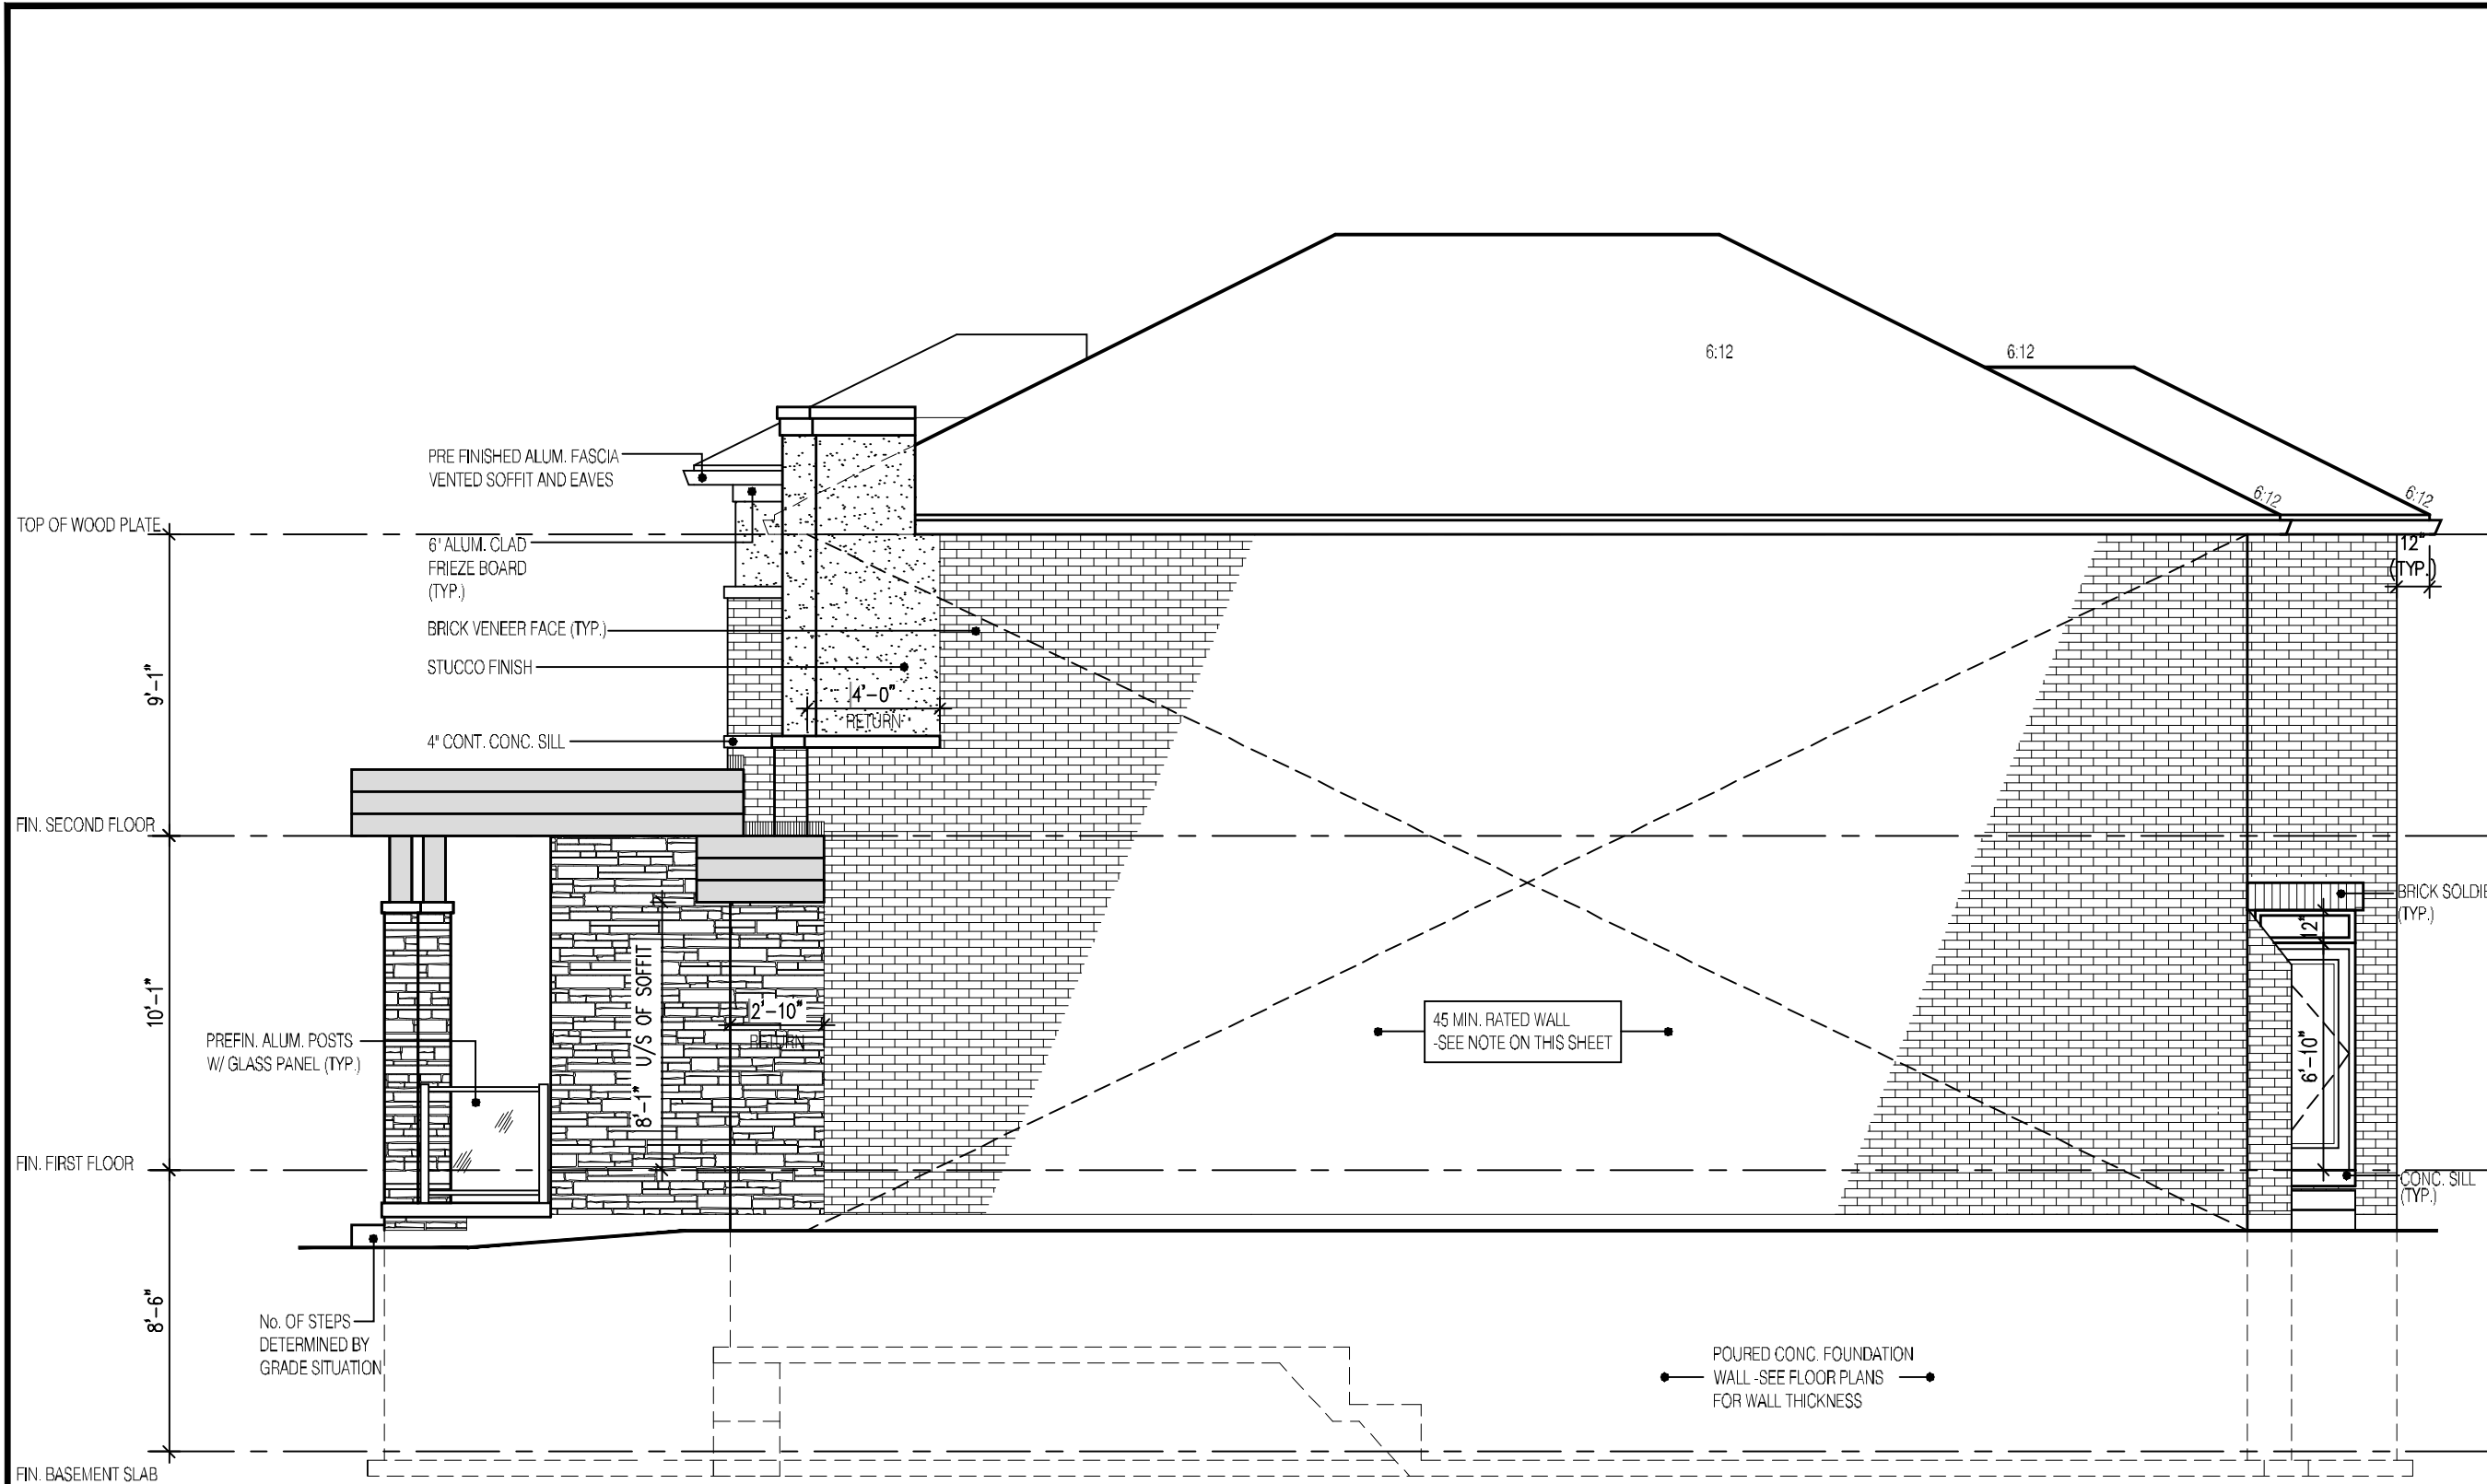 6:12
6:12
PRE FINISHED ALUM. FASCIA
VENTED SOFFIT AND EAVES
6:12
6:12
TOP OF WOOD PLATE
6' ALUM. CLAD
FRIEZE BOARD
(TYP.)
12"
(TYP.)
BRICK VENEER FACE (TYP.)
STUCCO FINISH
9'-1"
4'-0"
RETURN
4" CONT. CONC. SILL
FIN. SECOND FLOOR
BRICK SOLDIE
(TYP.)
12"
10'-1"
8'-1" U/S OF SOFFIT
2'-10"
RETURN
45 MIN. RATED WALL
-SEE NOTE ON THIS SHEET
6'-10"
PREFIN. ALUM. POSTS
W/ GLASS PANEL (TYP.)
FIN. FIRST FLOOR
CONC. SILL
(TYP.)
8'-6"
No. OF STEPS
DETERMINED BY
GRADE SITUATION
POURED CONC. FOUNDATION
WALL -SEE FLOOR PLANS
FOR WALL THICKNESS
FIN. BASEMENT SLAB